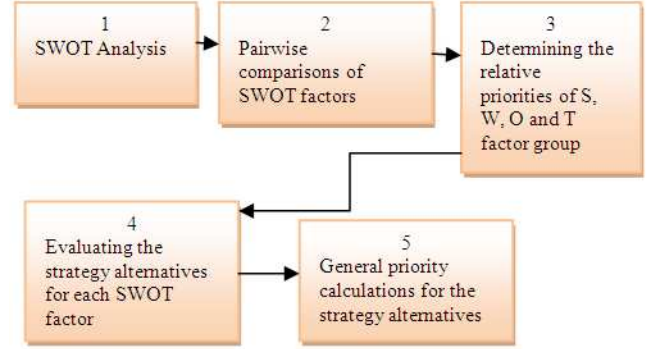 1
SWOT Analysis
2
Pairwise
comparisons of
SWOT factors
3
Determining the
relative
priorities of S,
W, O and T
factor group
4
Evaluating the
strategy alternatives
for each SWOT
factor
5
General priority
calculations for the
strategy alternatives